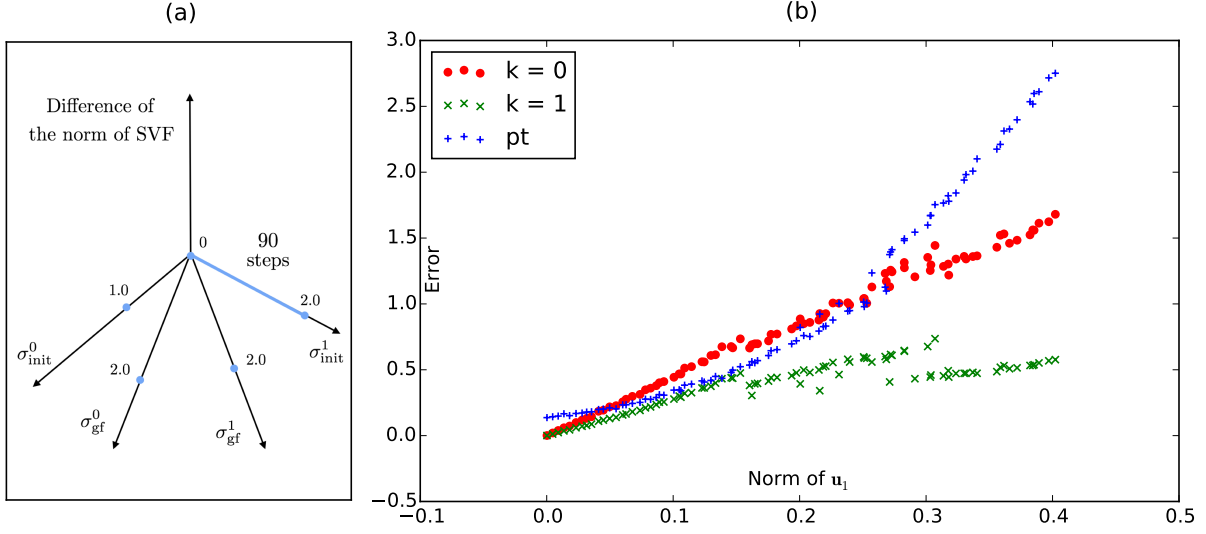 (a)
(b)
Difference of
the norm of SVF
0
90
steps
1.0
2.0
σ⁰init
σ¹init
2.0
2.0
σ⁰gf
σ¹gf
3.0
2.5
2.0
1.5
1.0
0.5
0.0
−0.5
Error
k = 0
k = 1
pt
Norm of u₁
−0.1
0.0
0.1
0.2
0.3
0.4
0.5